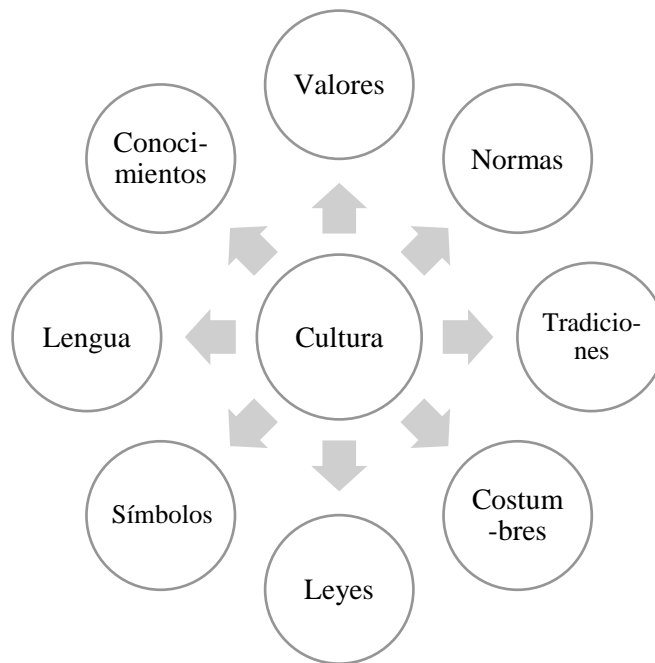 Valores
Conoci-
mientos
Normas
Lengua
Cultura
Tradicio-
nes
Símbolos
Costum
-bres
Leyes